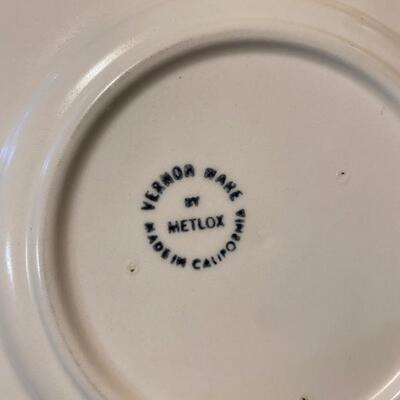 VERNON WARE
BY
METLOX
MADE IN CALIFORNIA